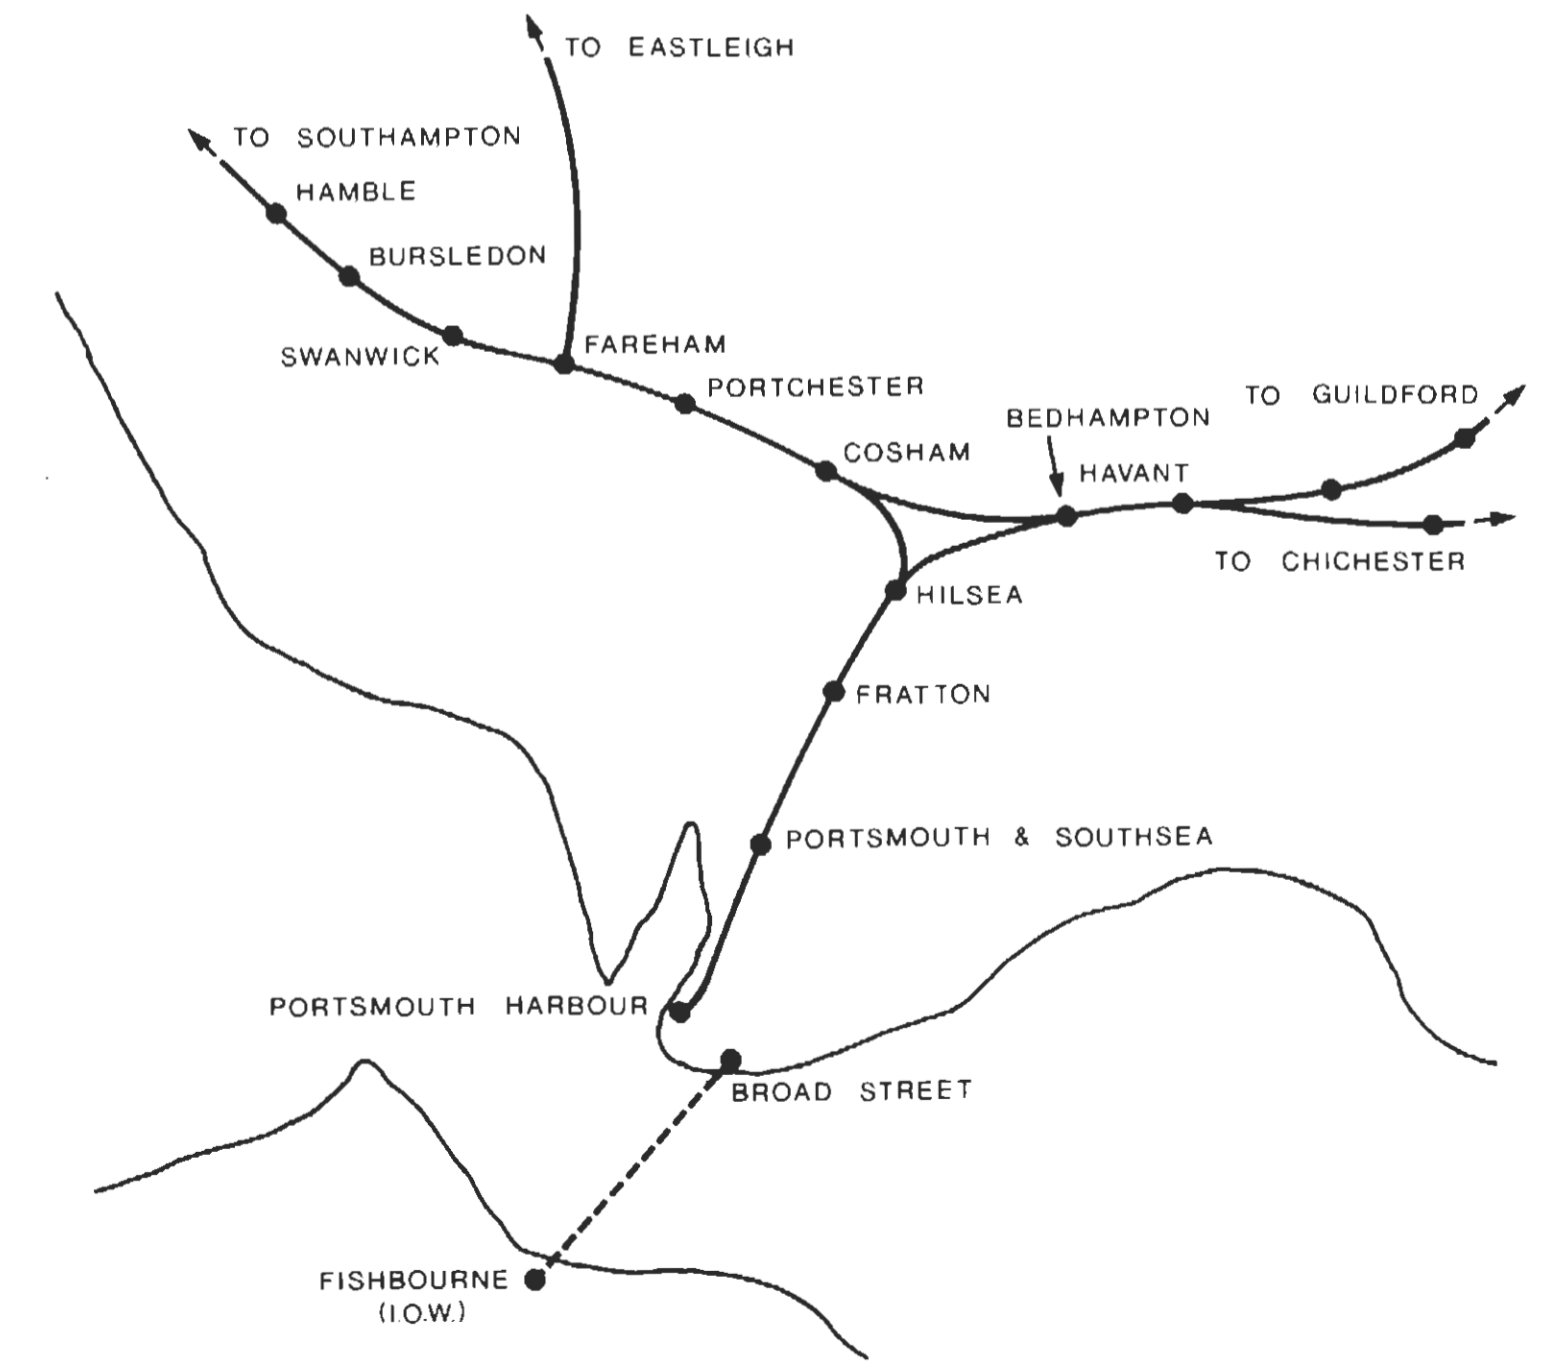 TO EASTLEIGH
TO SOUTHAMPTON
HAMBLE
BURSLEDON
SWANWICK
FAREHAM
PORTCHESTER
COSHAM
BEDHAMPTON
TO GUILDFORD
HAVANT
TO CHICHESTER
HILSEA
FRATTON
PORTSMOUTH & SOUTHSEA
PORTSMOUTH HARBOUR
BROAD STREET
FISHBOURNE
(I.O.W.)